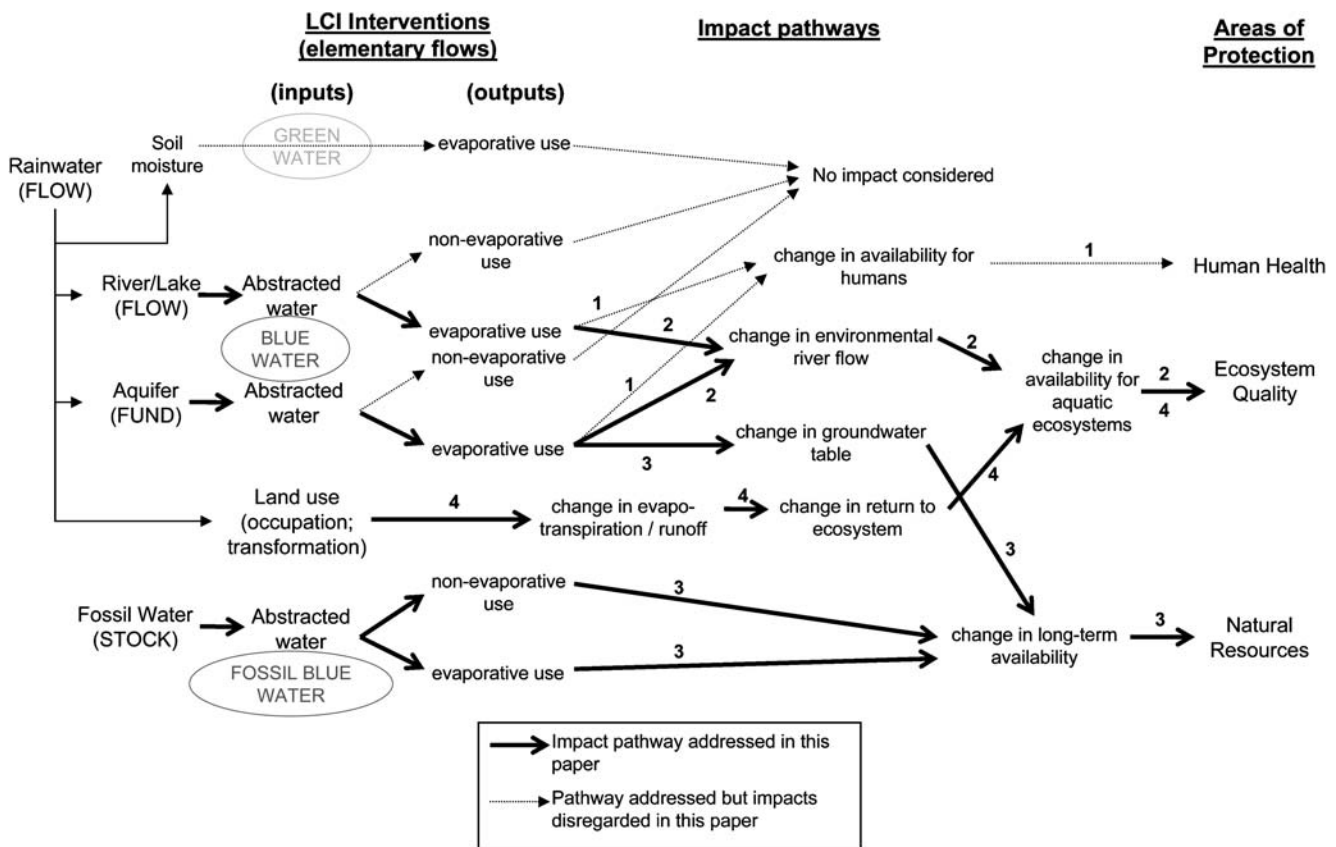 LCI Interventions
(elementary flows)
Impact pathways
Areas of
Protection
(inputs)
(outputs)
GREEN
WATER
evaporative use
Soil
moisture
Rainwater
(FLOW)
No impact considered
non-evaporative
use
change in availability for
humans
1
Human Health
River/Lake
(FLOW)
Abstracted
water
1
evaporative use
2
change in environmental
river flow
2
BLUE
WATER
non-evaporative
use
change in
availability for
aquatic
ecosystems
2
4
Ecosystem
Quality
Aquifer
(FUND)
Abstracted
water
1
2
evaporative use
3
change in groundwater
table
4
Land use
(occupation;
transformation)
4
change in evapo-
transpiration / runoff
4
change in return to
ecosystem
3
non-evaporative
use
3
Fossil Water
(STOCK)
Abstracted
water
change in long-term
availability
3
Natural
Resources
evaporative use
3
FOSSIL BLUE
WATER
Impact pathway addressed in this
paper
Pathway addressed but impacts
disregarded in this paper